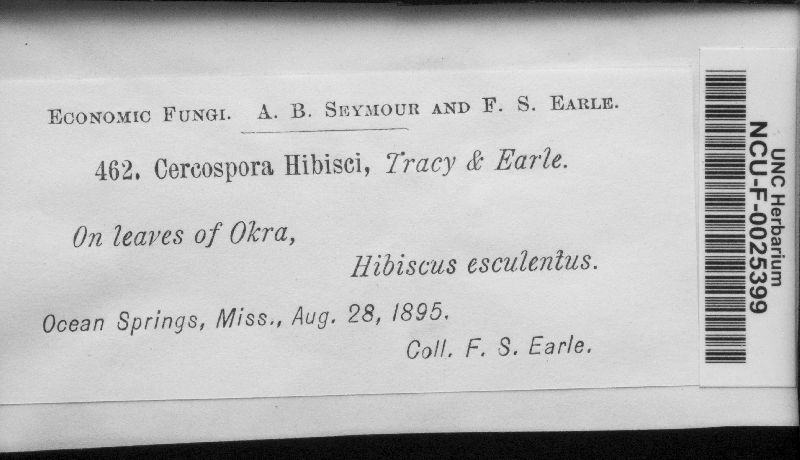 Economic Fungi. A. B. Seymour and F. S. Earle.
462. Cercospora Hibisci, Tracy & Earle.
On leaves of Okra,
Hibiscus esculentus.
Ocean Springs, Miss., Aug. 28, 1895.
Coll. F. S. Earle.
UNC Herbarium
NCU-F-0025399